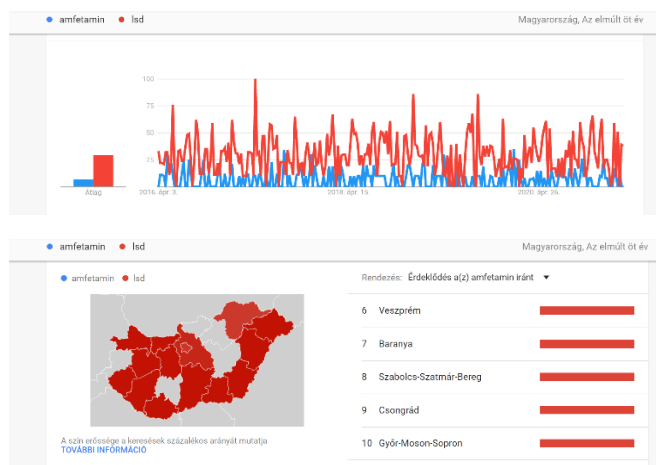 amfetamin lsd Magyarország, Az elmúlt öt év
100
75
50
25
Átlag 2016. ápr. 3. 2018. ápr. 15. 2020. ápr. 26.
amfetamin lsd Magyarország, Az elmúlt öt év
amfetamin lsd Rendezés: Érdeklődés a(z) amfetamin iránt
6 Veszprém
7 Baranya
8 Szabolcs-Szatmár-Bereg
9 Csongrád
10 Győr-Moson-Sopron
A szín erőssége a keresések százalékos arányát mutatja
TOVÁBBI INFORMÁCIÓ